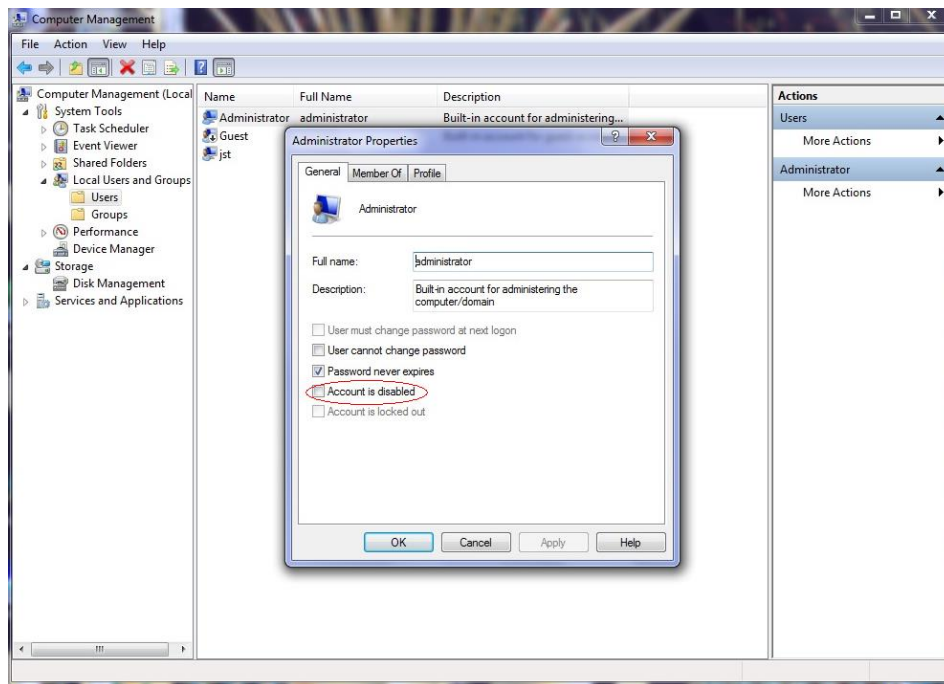 Computer Management
File Action View Help
Computer Management (Local
System Tools
Task Scheduler
Event Viewer
Shared Folders
Local Users and Groups
Users
Groups
Performance
Device Manager
Storage
Disk Management
Services and Applications
Name Full Name Description
Administrator administrator Built-in account for administering...
Guest
jst
Administrator Properties
General Member Of Profile
Administrator
Full name: administrator
Description: Built-in account for administering the
computer/domain
User must change password at next logon
User cannot change password
Password never expires
Account is disabled
Account is locked out
OK Cancel Apply Help
Actions
Users
More Actions
Administrator
More Actions